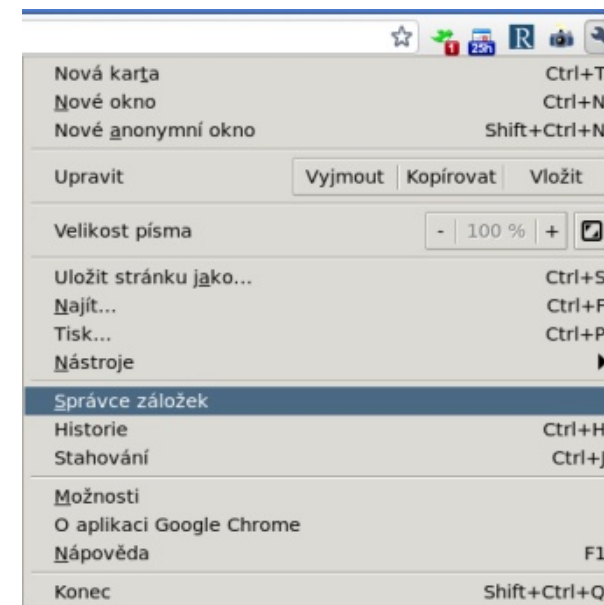 1 25h R
Nová karta Ctrl+T
Nové okno Ctrl+N
Nové anonymní okno Shift+Ctrl+N
Upravit Vyjmout Kopírovat Vložit
Velikost písma - 100 % +
Uložit stránku jako... Ctrl+S
Najít... Ctrl+F
Tisk... Ctrl+P
Nástroje
Správce záložek
Historie Ctrl+H
Stahování Ctrl+J
Možnosti
O aplikaci Google Chrome
Nápověda F1
Konec Shift+Ctrl+Q